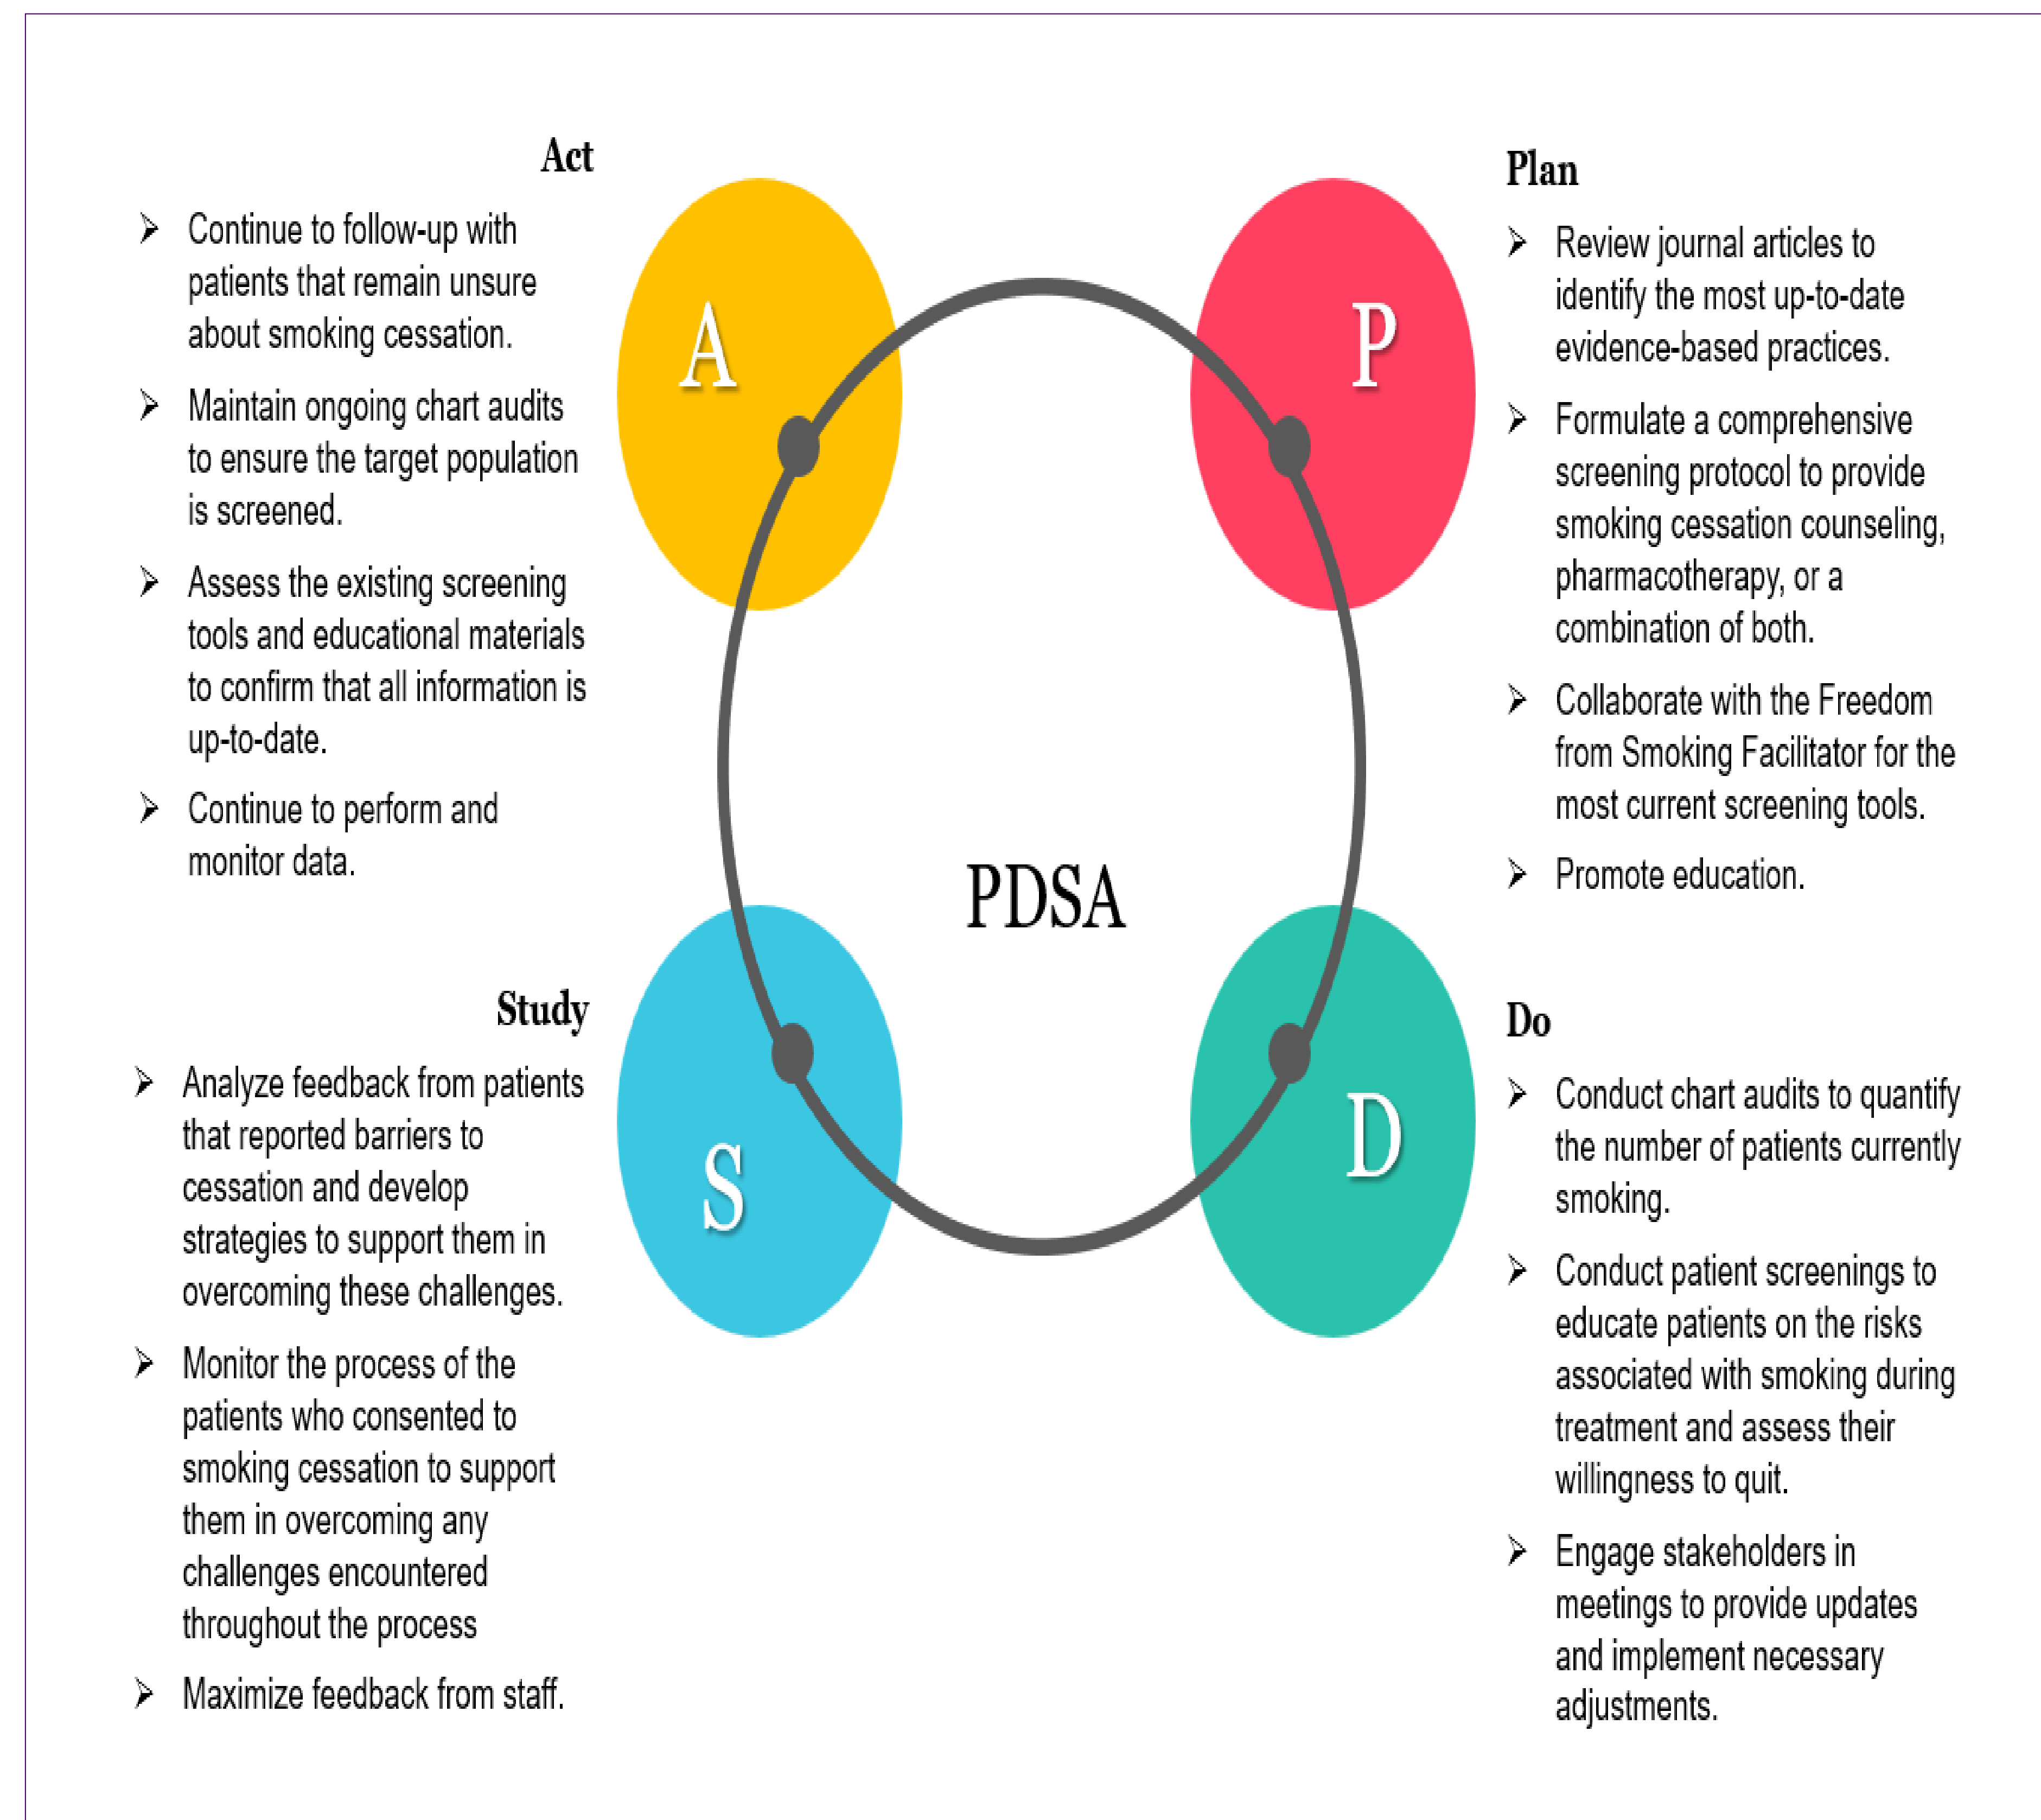 Act
➢ Continue to follow-up with
patients that remain unsure
about smoking cessation.
➢ Maintain ongoing chart audits
to ensure the target population
is screened.
➢ Assess the existing screening
tools and educational materials
to confirm that all information is
up-to-date.
➢ Continue to perform and
monitor data.
A
P
Plan
➢ Review journal articles to
identify the most up-to-date
evidence-based practices.
➢ Formulate a comprehensive
screening protocol to provide
smoking cessation counseling,
pharmacotherapy, or a
combination of both.
➢ Collaborate with the Freedom
from Smoking Facilitator for the
most current screening tools.
➢ Promote education.
PDSA
Study
➢ Analyze feedback from patients
that reported barriers to
cessation and develop
strategies to support them in
overcoming these challenges.
➢ Monitor the process of the
patients who consented to
smoking cessation to support
them in overcoming any
challenges encountered
throughout the process
➢ Maximize feedback from staff.
S
D
Do
➢ Conduct chart audits to quantify
the number of patients currently
smoking.
➢ Conduct patient screenings to
educate patients on the risks
associated with smoking during
treatment and assess their
willingness to quit.
➢ Engage stakeholders in
meetings to provide updates
and implement necessary
adjustments.